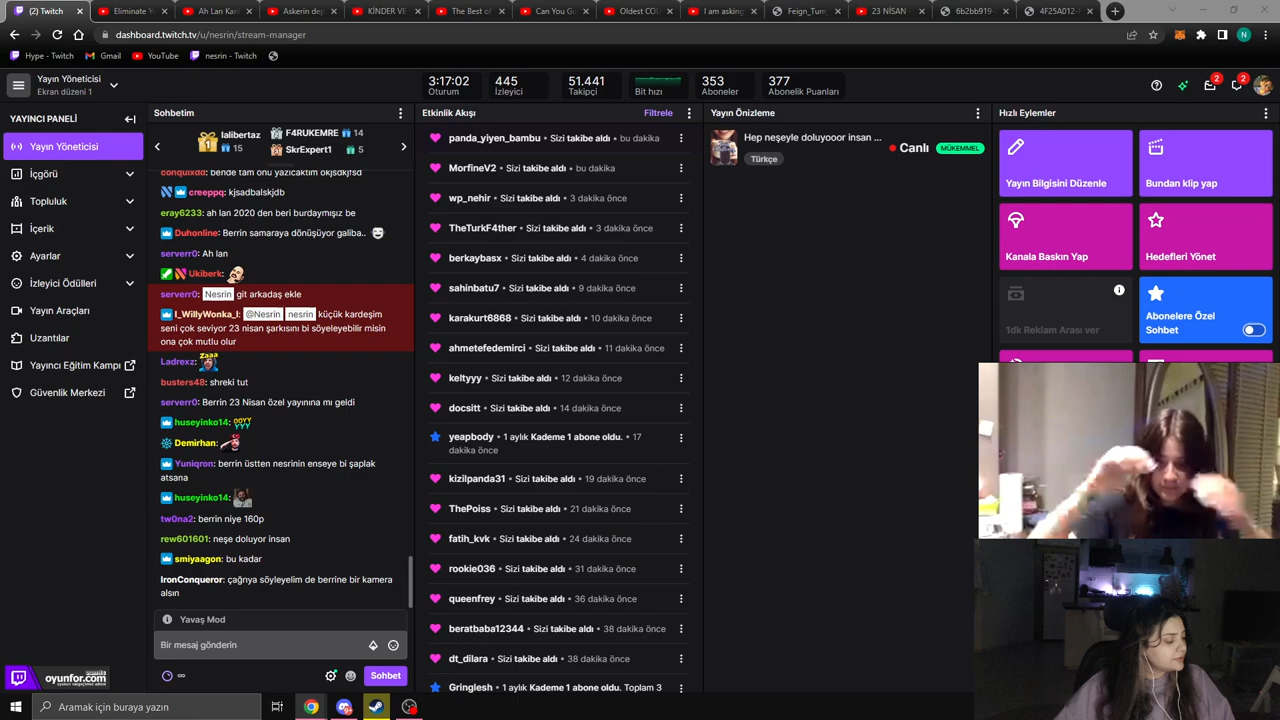 (2) Twitch
Eliminate Y
Ah Lan Kan
Askerin dep
KİNDER VE
The Best of
Can You Gu
Oldest COU
I am asking
Feign_Tum
23 NİSAN -
6b2bb919-
4F25A012-F
dashboard.twitch.tv/u/nesrin/stream-manager
Hype - Twitch
Gmail
YouTube
nesrin - Twitch
Yayın Yöneticisi
Ekran düzeni 1
3:17:02
Oturum
445
İzleyici
51.441
Takipçi
Bit hızı
353
Aboneler
377
Abonelik Puanları
2
2
YAYINCI PANELİ
Yayın Yöneticisi
İçgörü
Topluluk
İçerik
Ayarlar
İzleyici Ödülleri
Yayın Araçları
Uzantılar
Yayıncı Eğitim Kampı
Güvenlik Merkezi
oyunfor.com
Sohbetim
lalibertaz
15
F4RUKEMRE 14
SkrExpert1 5
conquixdd: bende tam onu yazıcaktım okjsdkjfsd
creeppq: kjsadbalskjdb
eray6233: ah lan 2020 den beri burdaymışız be
Duhonline: Berrin samaraya dönüşüyor galiba..
serverr0: Ah lan
Ukiberk:
serverr0: Nesrin git arkadaş ekle
I_WillyWonka_I: @Nesrin nesrin küçük kardeşim
seni çok seviyor 23 nisan şarkısını bi söyeleyebilir misin
ona çok mutlu olur
Ladrexz:
busters48: shreki tut
serverr0: Berrin 23 Nisan özel yayınına mı geldi
huseyinko14:
Demirhan:
Yuniqron: berrin üstten nesrinin enseye bi şaplak
atsana
huseyinko14:
tw0na2: berrin niye 160p
rew601601: neşe doluyor insan
smiyaagon: bu kadar
IronConqueror: çağnya söyleyelim de berrine bir kamera
alsın
Yavaş Mod
Bir mesaj gönderin
Sohbet
Etkinlik Akışı
Filtrele
panda_yiyen_bambu • Sizi takibe aldı • bu dakika
MorfineV2 • Sizi takibe aldı • bu dakika
wp_nehir • Sizi takibe aldı • 3 dakika önce
TheTurkF4ther • Sizi takibe aldı • 3 dakika önce
berkaybasx • Sizi takibe aldı • 4 dakika önce
sahinbatu7 • Sizi takibe aldı • 9 dakika önce
karakurt6868 • Sizi takibe aldı • 10 dakika önce
ahmetefedemirci • Sizi takibe aldı • 11 dakika önce
keltyyy • Sizi takibe aldı • 12 dakika önce
docsitt • Sizi takibe aldı • 14 dakika önce
yeapbody • 1 aylık Kademe 1 abone oldu. • 17
dakika önce
kizilpanda31 • Sizi takibe aldı • 19 dakika önce
ThePoiss • Sizi takibe aldı • 21 dakika önce
fatih_kvk • Sizi takibe aldı • 24 dakika önce
rookie036 • Sizi takibe aldı • 31 dakika önce
queenfrey • Sizi takibe aldı • 36 dakika önce
beratbaba12344 • Sizi takibe aldı • 38 dakika önce
dt_dilara • Sizi takibe aldı • 38 dakika önce
Gringlesh • 1 aylık Kademe 1 abone oldu. Toplam 3
Yayın Önizleme
Hep neşeyle doluyooor insan ...
Türkçe
Canlı
MÜKEMMEL
Hızlı Eylemler
Yayın Bilgisini Düzenle
Bundan klip yap
Kanala Baskın Yap
Hedefleri Yönet
1dk Reklam Arası ver
Abonelere Özel
Sohbet
Aramak için buraya yazın